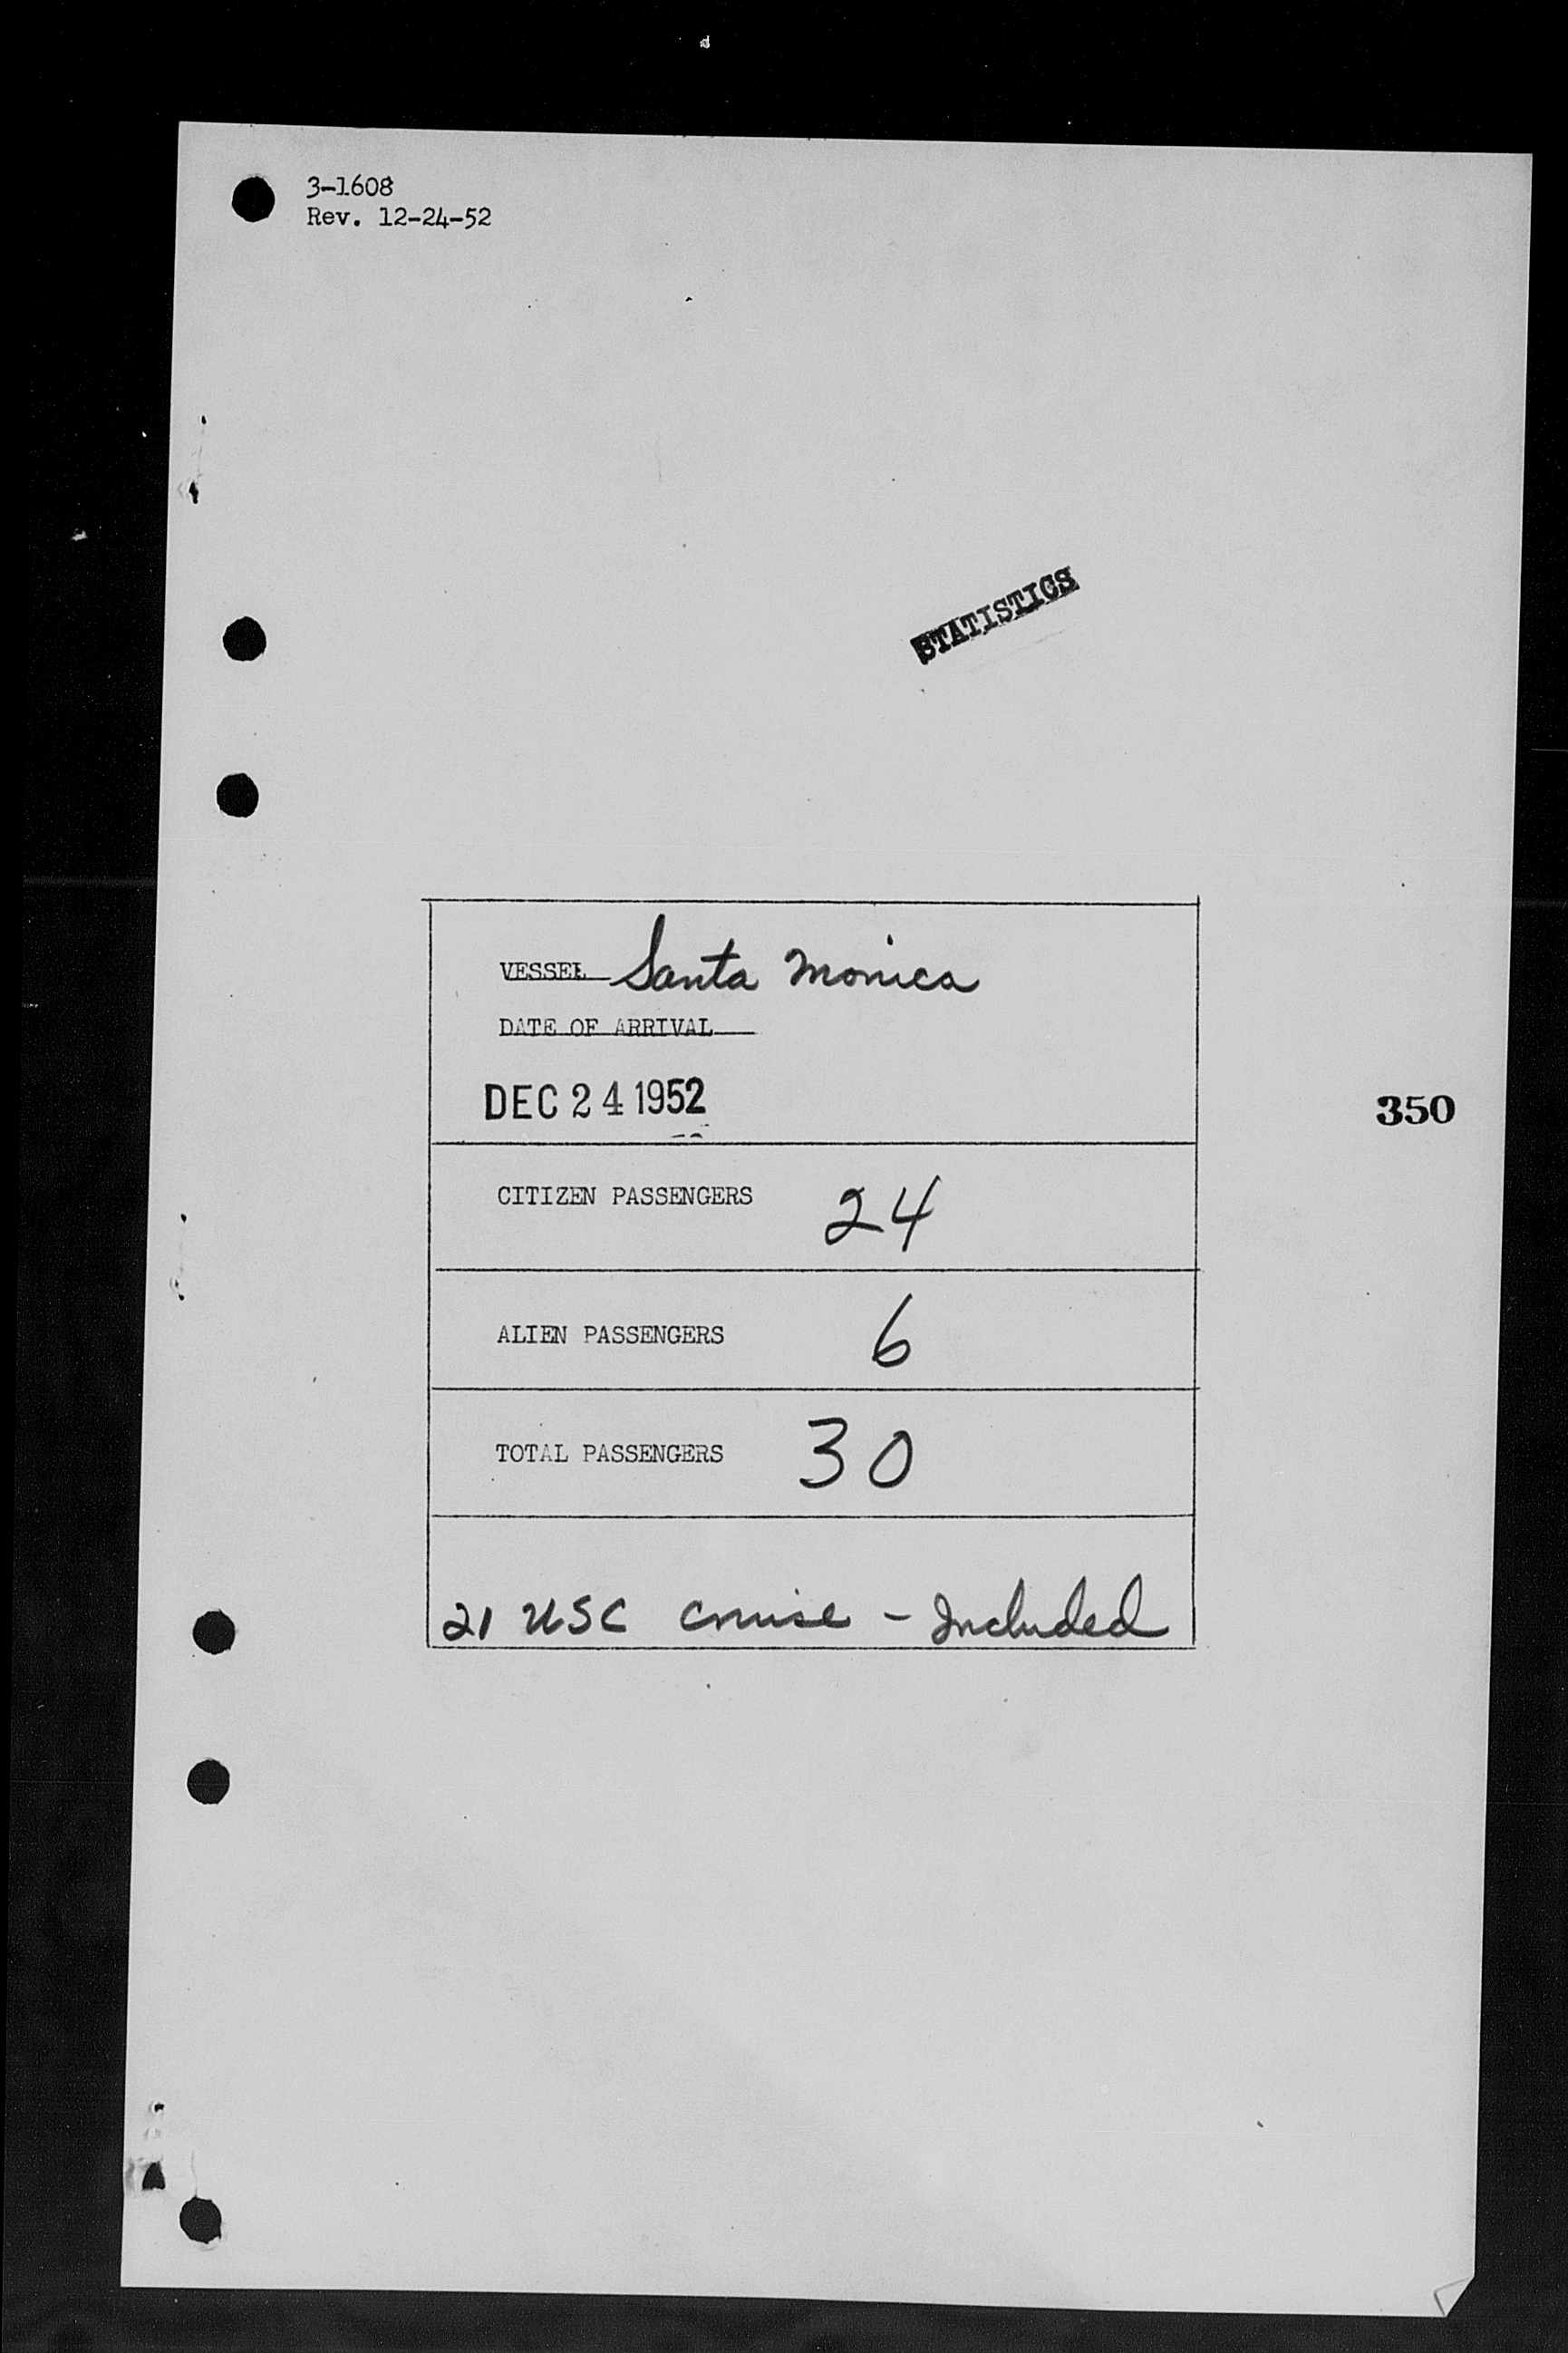 3-1608
Rev. 12-24-52
STATISTICS
VESSEL Santa Monica
DATE OF ARRIVAL
DEC 24 1952
350
CITIZEN PASSENGERS 24
ALIEN PASSENGERS 6
TOTAL PASSENGERS 30
21 USC Cruise - Included